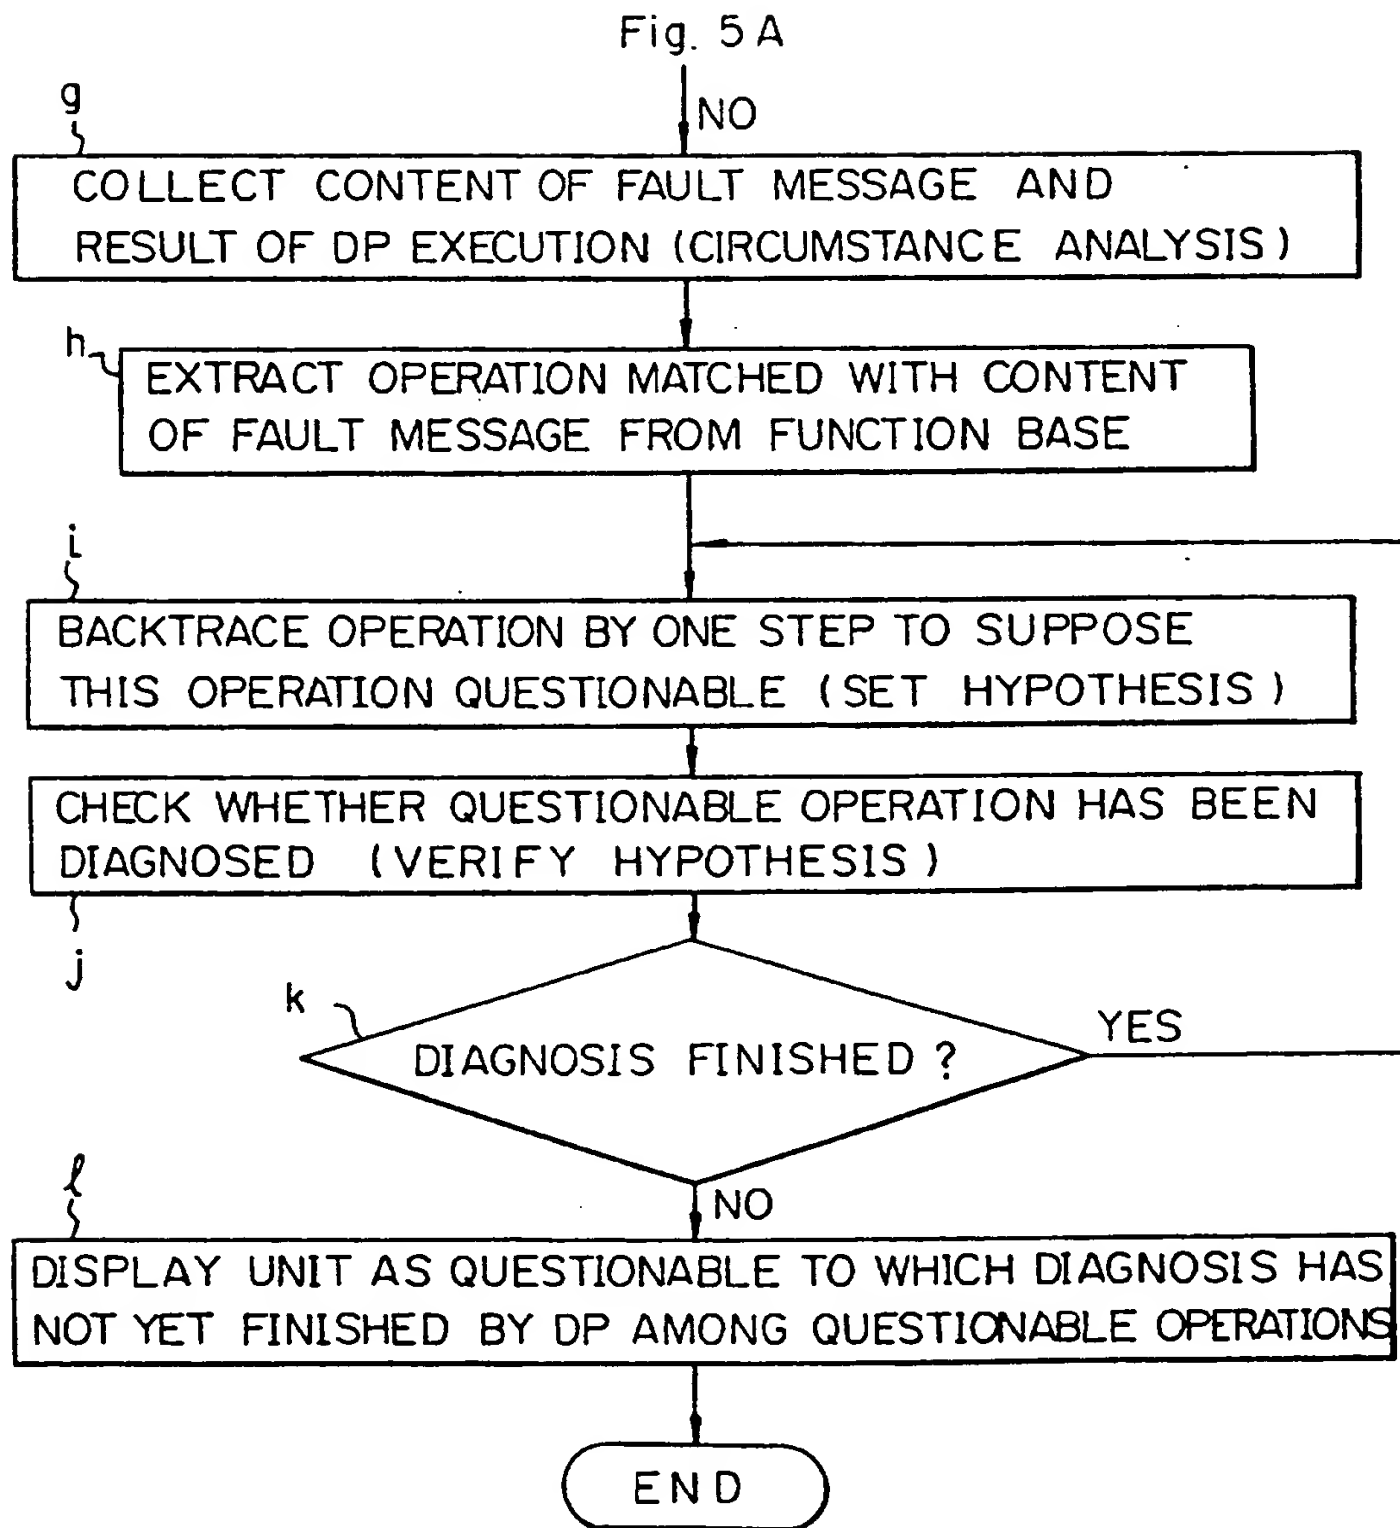 Fig. 5A
NO
g
COLLECT CONTENT OF FAULT MESSAGE AND
RESULT OF DP EXECUTION (CIRCUMSTANCE ANALYSIS)
h
EXTRACT OPERATION MATCHED WITH CONTENT
OF FAULT MESSAGE FROM FUNCTION BASE
i
BACKTRACE OPERATION BY ONE STEP TO SUPPOSE
THIS OPERATION QUESTIONABLE (SET HYPOTHESIS)
CHECK WHETHER QUESTIONABLE OPERATION HAS BEEN
DIAGNOSED (VERIFY HYPOTHESIS)
j
k
DIAGNOSIS FINISHED?
YES
NO
l
DISPLAY UNIT AS QUESTIONABLE TO WHICH DIAGNOSIS HAS
NOT YET FINISHED BY DP AMONG QUESTIONABLE OPERATIONS
END